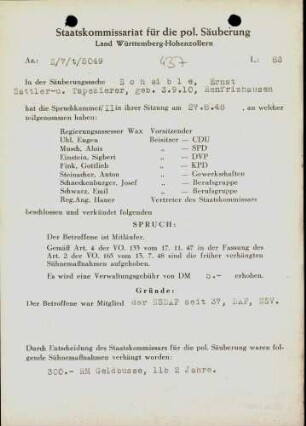 Staatskommissariat für die pol. Säuberung
Land Württemberg-Hohenzollern
Az.: 2/7/t/5049
437
L.: 68
In der Säuberungssache Schaible, Ernst
Sattler-u. Tapezierer, geb. 3.9.10, Renfrizhausen
hat die Spruchkammer II in ihrer Sitzung am 27.8.48, an welcher
teilgenommen haben:
Regierungsassessor Wax Vorsitzender
Uhl, Eugen Beisitzer — CDU
Musch, Alois „ — SPD
Einstein, Sigbert „ — DVP
Fink, Gottlieb „ — KPD
Steinacher, Anton „ — Gewerkschaften
Schneckenburger, Josef „ — Berufsgruppe
Schwarz, Emil „ — Berufsgruppe
Reg.Ang. Hauer Vertreter des Staatskommissars
beschlossen und verkündet folgenden
SPRUCH:
Der Betroffene ist Mitläufer.
Gemäß Art. 4 der VO. 133 vom 17. 11. 47 in der Fassung des
Art. 2 der VO. 165 vom 13. 7. 48 sind die früher verhängten
Sühnemaßnahmen aufgehoben.
Es wird eine Verwaltungsgebühr von DM 5.- erhoben.
Gründe:
Der Betroffene war Mitglied der NSDAP seit 37, DAF, NSV.
Durch Entscheidung des Staatskommissars für die pol. Säuberung waren fol-
gende Sühnemaßnahmen verhängt worden:
300.- RM Geldbusse, 11b 2 Jahre.